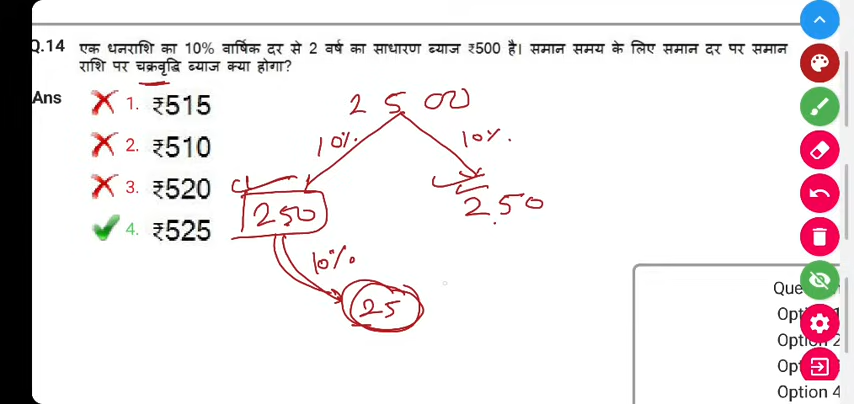 Q.14 एक धनराशि का 10% वार्षिक दर से 2 वर्ष का साधारण ब्याज ₹500 है। समान समय के लिए समान दर पर समान
राशि पर चक्रवृद्धि ब्याज क्या होगा?
Ans
1. ₹515
2. ₹510
3. ₹520
4. ₹525
2500
10%. 10%.
250 250
10%
25
Option 2
Option 4